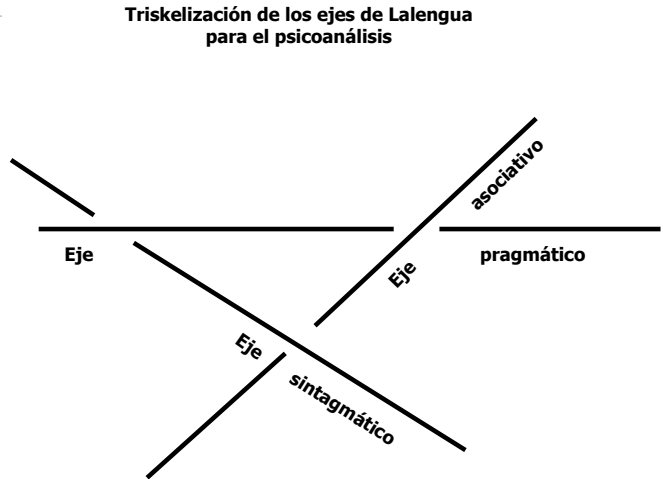 Triskelización de los ejes de Lalengua
para el psicoanálisis
asociativo
Eje
pragmático
Eje
Eje
sintagmático